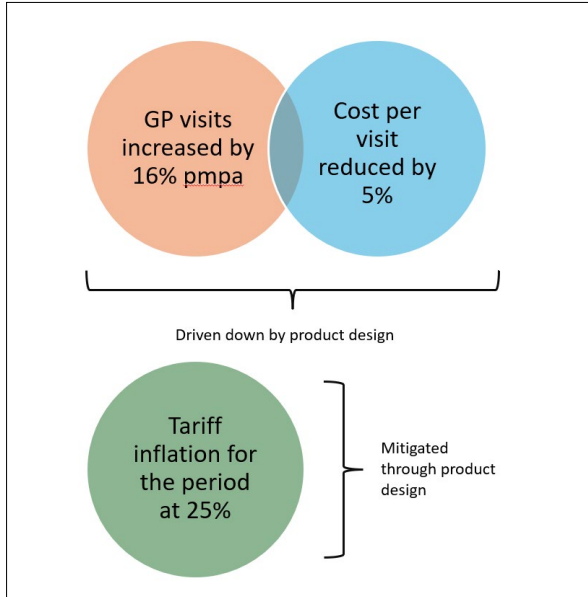 GP visits
increased by
16% pmpa
Cost per
visit
reduced by
5%
Driven down by product design
Tariff
inflation for
the period
at 25%
Mitigated
through product
design